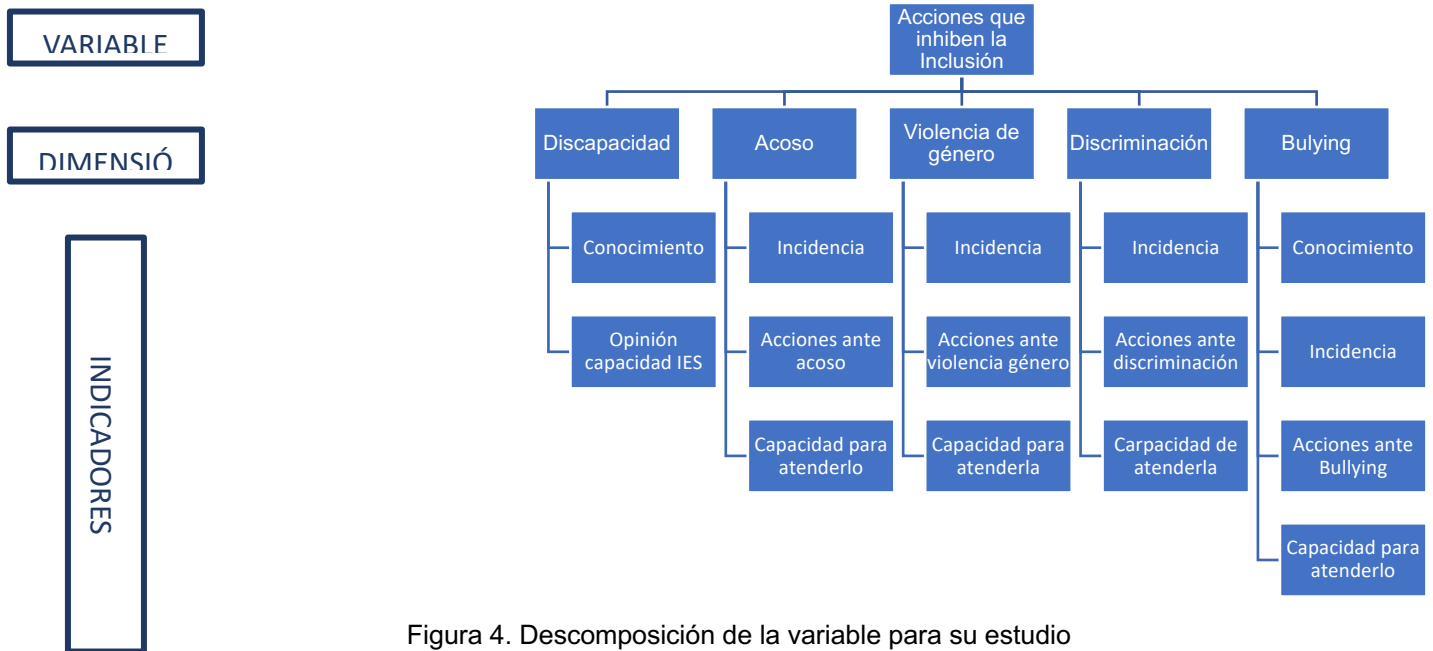 VARIABLE
DIMENSIÓ
INDICADORES
Acciones que
inhiben la
Inclusión
Discapacidad
Acoso
Violencia de
género
Discriminación
Bulying
Conocimiento
Incidencia
Incidencia
Incidencia
Conocimiento
Opinión
capacidad IES
Acciones ante
acoso
Acciones ante
violencia género
Acciones ante
discriminación
Incidencia
Capacidad para
atenderlo
Capacidad para
atenderla
Carpacidad de
atenderla
Acciones ante
Bullying
Capacidad para
atenderlo
Figura 4. Descomposición de la variable para su estudio